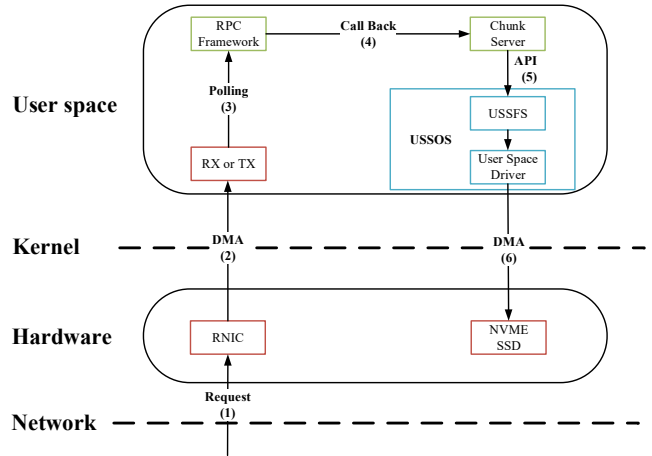 RPC
Framework
Call Back
(4)
Chunk
Server
API
(5)
User space
Polling
(3)
USSOS
USSFS
RX or TX
User Space
Driver
Kernel
DMA
(2)
DMA
(6)
Hardware
RNIC
NVME
SSD
Request
(1)
Network